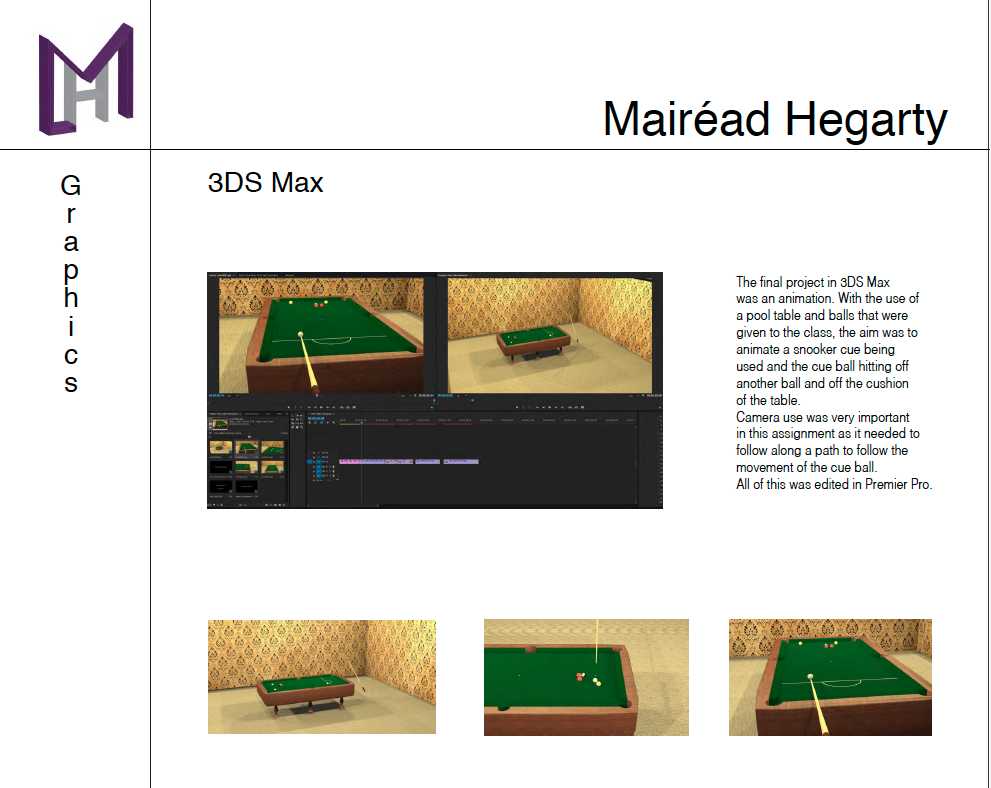 MH
Mairéad Hegarty
G
r
a
p
h
i
c
s
3DS Max
The final project in 3DS Max
was an animation. With the use of
a pool table and balls that were
given to the class, the aim was to
animate a snooker cue being
used and the cue ball hitting off
another ball and off the cushion
of the table.
Camera use was very important
in this assignment as it needed to
follow along a path to follow the
movement of the cue ball.
All of this was edited in Premier Pro.